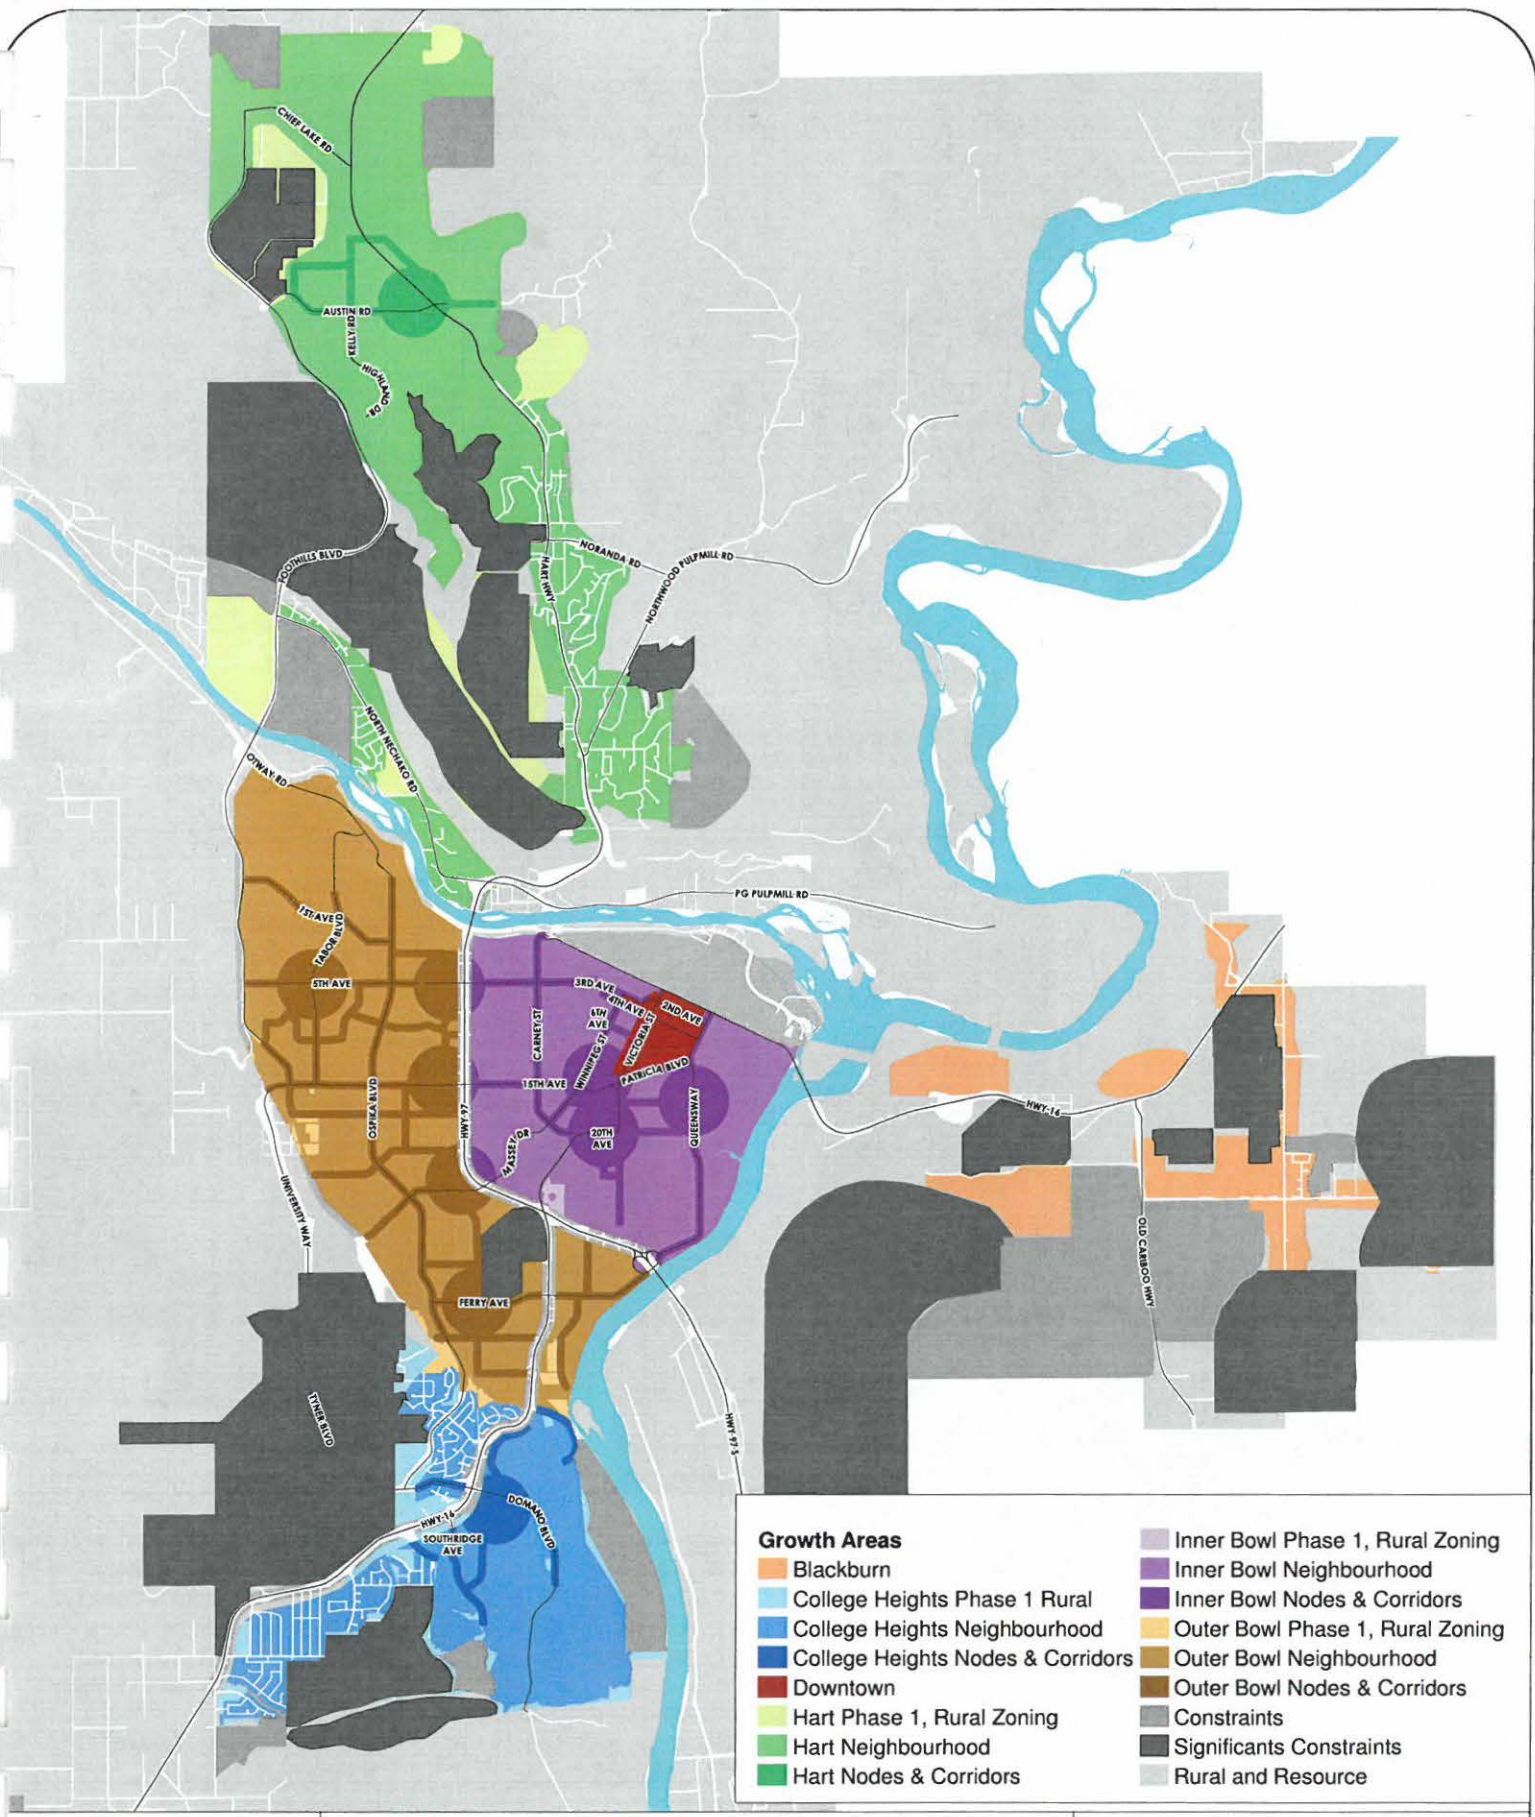 CHIEF LAKE RD
AUSTIN RD
KELLY RD
HIGHLAND DR
FOOTHILLS BLVD
HART HWY
NORANDA RD
NORTHWOOD PULPMILL RD
NORTH NECHAKO RD
OTWAY RD
PG PULPMILL RD
1ST AVE
TABOR BLVD
5TH AVE
3RD AVE
4TH AVE
2ND AVE
6TH
AVE
CARNEY ST
WINNIPEG ST
VICTORIA ST
PATRICIA BLVD
15TH AVE
OSPIKA BLVD
HWY-97
MASSEY DR
20TH
AVE
QUEENSWAY
HWY-16
UNIVERSITY WAY
OLD CARIBOO HWY
FERRY AVE
TYNER BLVD
HWY-97 S
DOMANO BLVD
HWY-16
SOUTHRIDGE
AVE
Growth Areas
Blackburn
College Heights Phase 1 Rural
College Heights Neighbourhood
College Heights Nodes & Corridors
Downtown
Hart Phase 1, Rural Zoning
Hart Neighbourhood
Hart Nodes & Corridors
Inner Bowl Phase 1, Rural Zoning
Inner Bowl Neighbourhood
Inner Bowl Nodes & Corridors
Outer Bowl Phase 1, Rural Zoning
Outer Bowl Neighbourhood
Outer Bowl Nodes & Corridors
Constraints
Significants Constraints
Rural and Resource